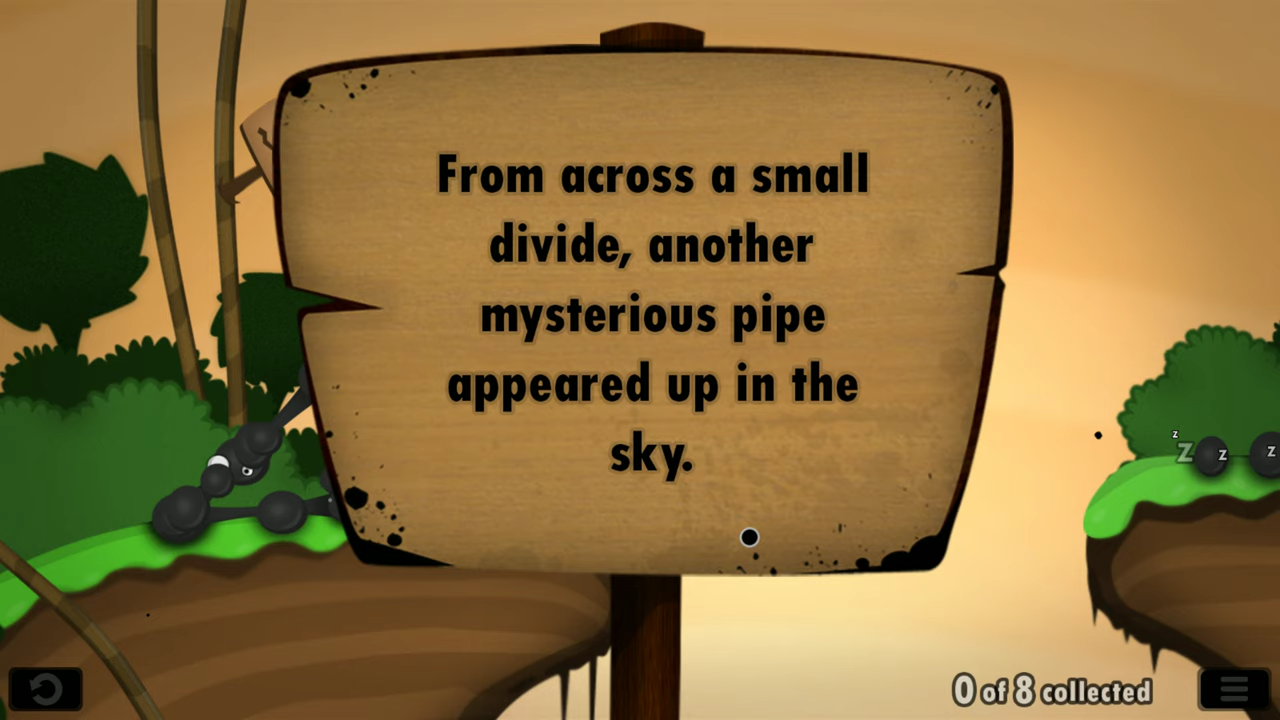 From across a small
divide, another
mysterious pipe
appeared up in the
sky.
z
Z
z
z
0 of 8 collected